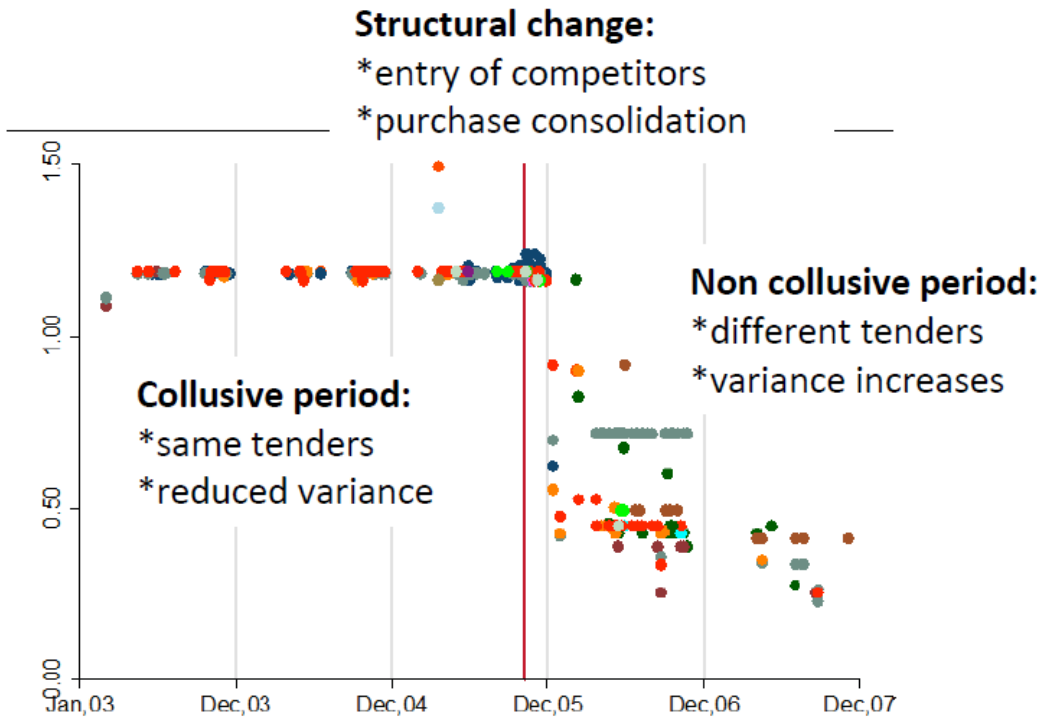 Structural change:
*entry of competitors
*purchase consolidation
1.50
1.00
0.50
0.00
Non collusive period:
*different tenders
*variance increases
Collusive period:
*same tenders
*reduced variance
Jan,03 Dec,03 Dec,04 Dec,05 Dec,06 Dec,07